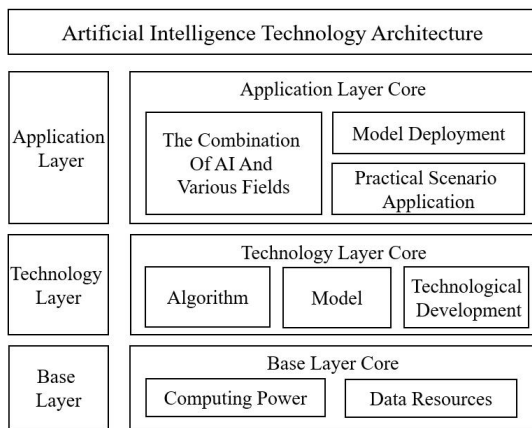 Artificial Intelligence Technology Architecture
Application
Layer
Application Layer Core
The Combination
Of AI And
Various Fields
Model Deployment
Practical Scenario
Application
Technology
Layer
Technology Layer Core
Algorithm
Model
Technological
Development
Base
Layer
Base Layer Core
Computing Power
Data Resources